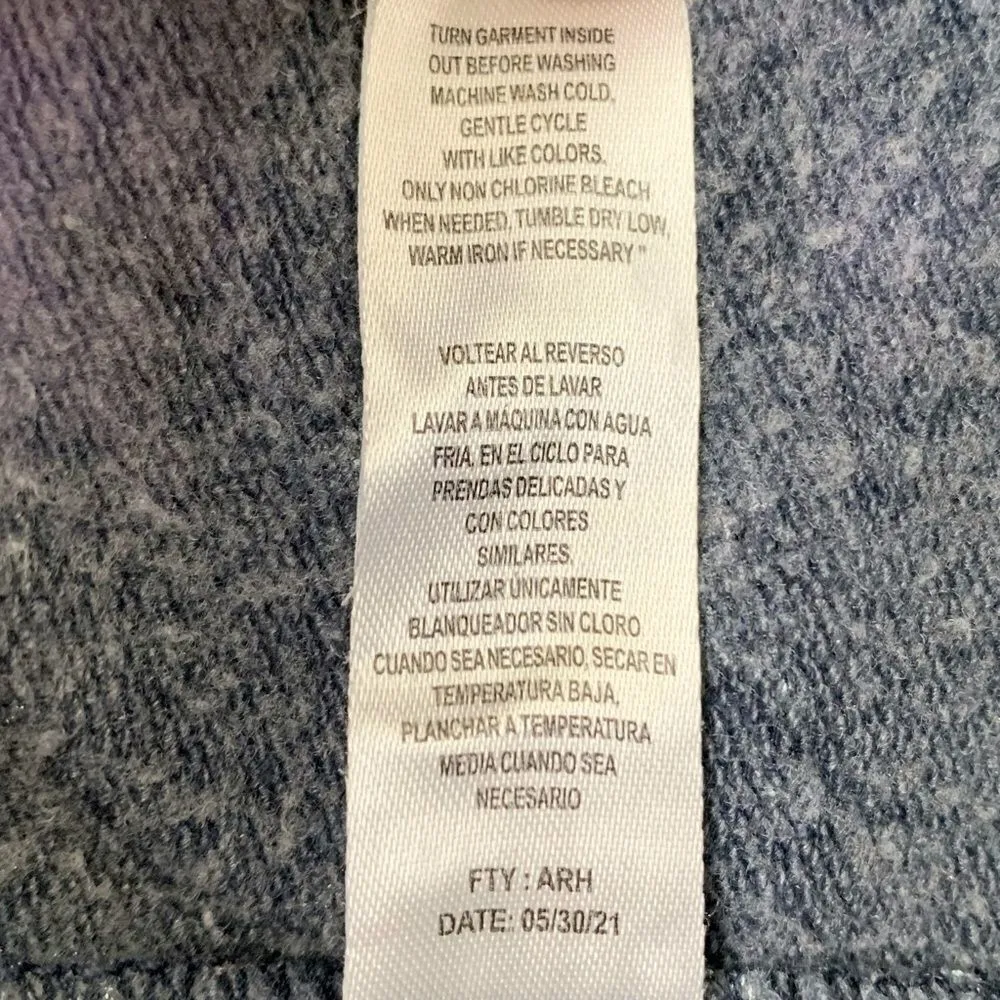 TURN GARMENT INSIDE
OUT BEFORE WASHING
MACHINE WASH COLD,
GENTLE CYCLE
WITH LIKE COLORS.
ONLY NON CHLORINE BLEACH
WHEN NEEDED, TUMBLE DRY LOW,
WARM IRON IF NECESSARY "
VOLTEAR AL REVERSO
ANTES DE LAVAR
LAVAR A MAQUINA CON AGUA
FRIA, EN EL CICLO PARA
PRENDAS DELICADAS Y
CON COLORES
SIMILARES,
UTILIZAR ÚNICAMENTE
BLANQUEADOR SIN CLORO
CUANDO SEA NECESARIO, SECAR EN
TEMPERATURA BAJA,
PLANCHAR A TEMPERATURA
MEDIA CUANDO SEA
NECESARIO
FTY : ARH
DATE: 05/30/21